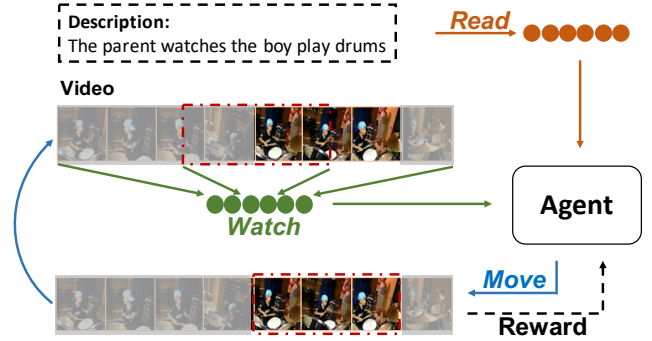 Description:
The parent watches the boy play drums
Read
Video
Watch
Agent
Move
Reward